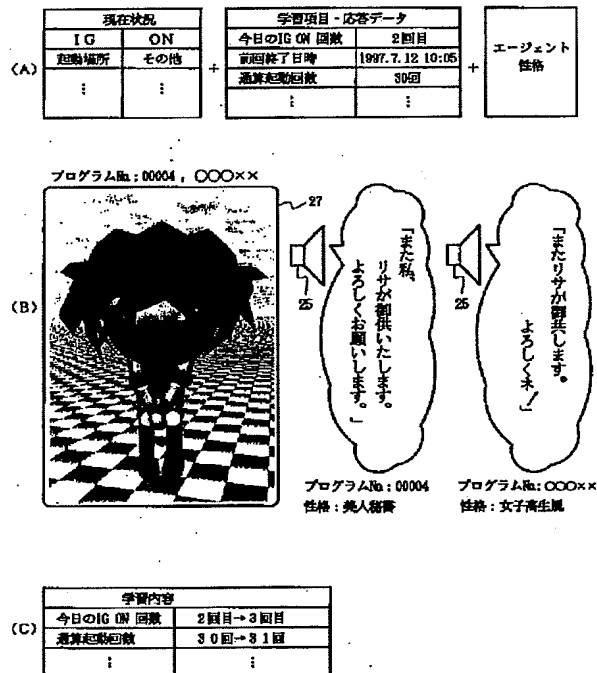 現在状況
IG ON
起動場所 その他
⋮ ⋮
(A)
+
学習項目・応答データ
今日のIG ON 回数 2回目
前回終了日時 1997.7.12 10:05
通算起動回数 30回
⋮ ⋮
+
エージェント
性格
プログラム№;00004, ○○○××
27
(B)
25
「また私、
リサが御供いたします。
よろしくお願いします。」
25
「またリサが御共します。
よろしくネ!」
プログラム№:00004
性格:美人秘書
プログラム№:○○○××
性格:女子高生風
(C)
学習内容
今日のIG ON 回数 2回目→3回目
通算起動回数 30回→31回
⋮ ⋮